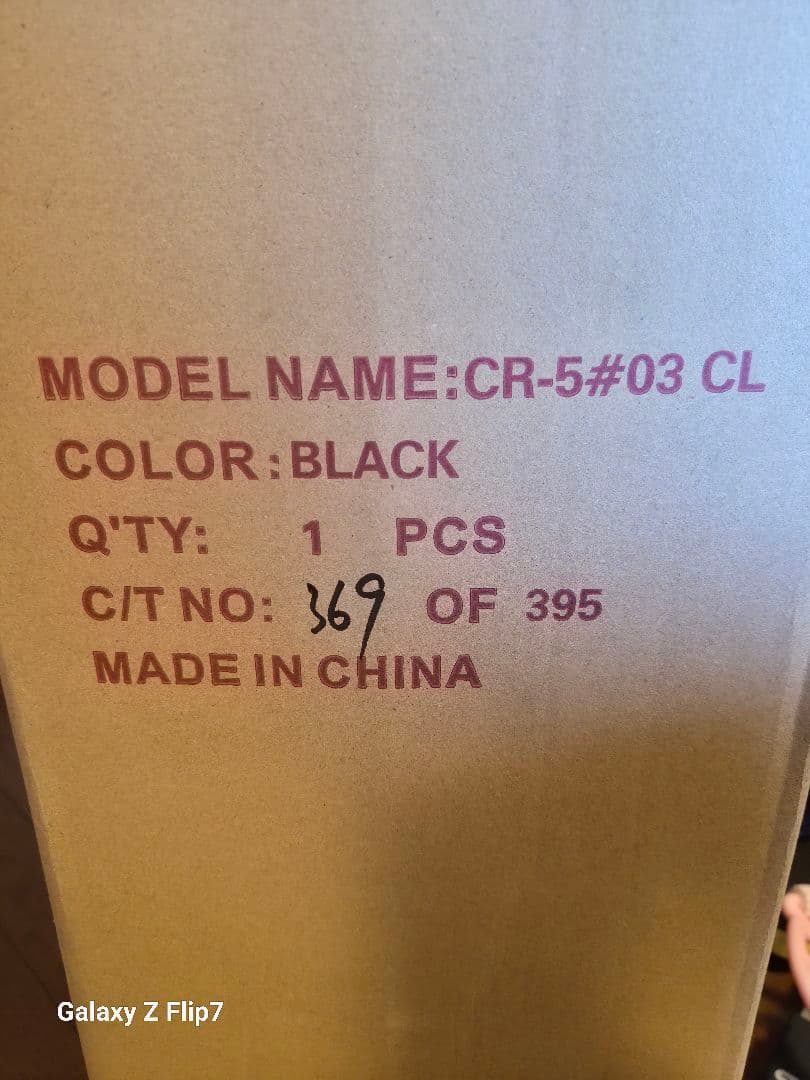 MODEL NAME:CR-5#03 CL
COLOR:BLACK
Q'TY: 1 PCS
C/T NO: 369 OF 395
MADE IN CHINA
Galaxy Z Flip7